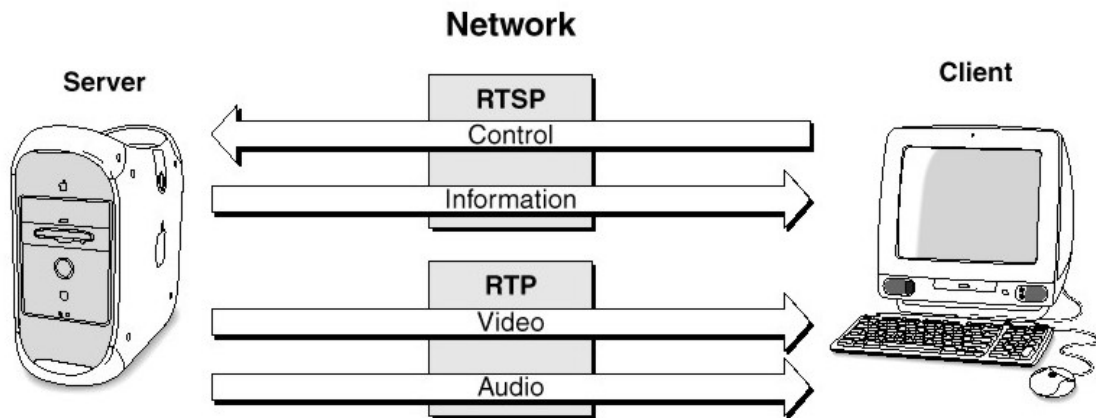 Network
Server
Client
RTSP
Control
Information
RTP
Video
Audio